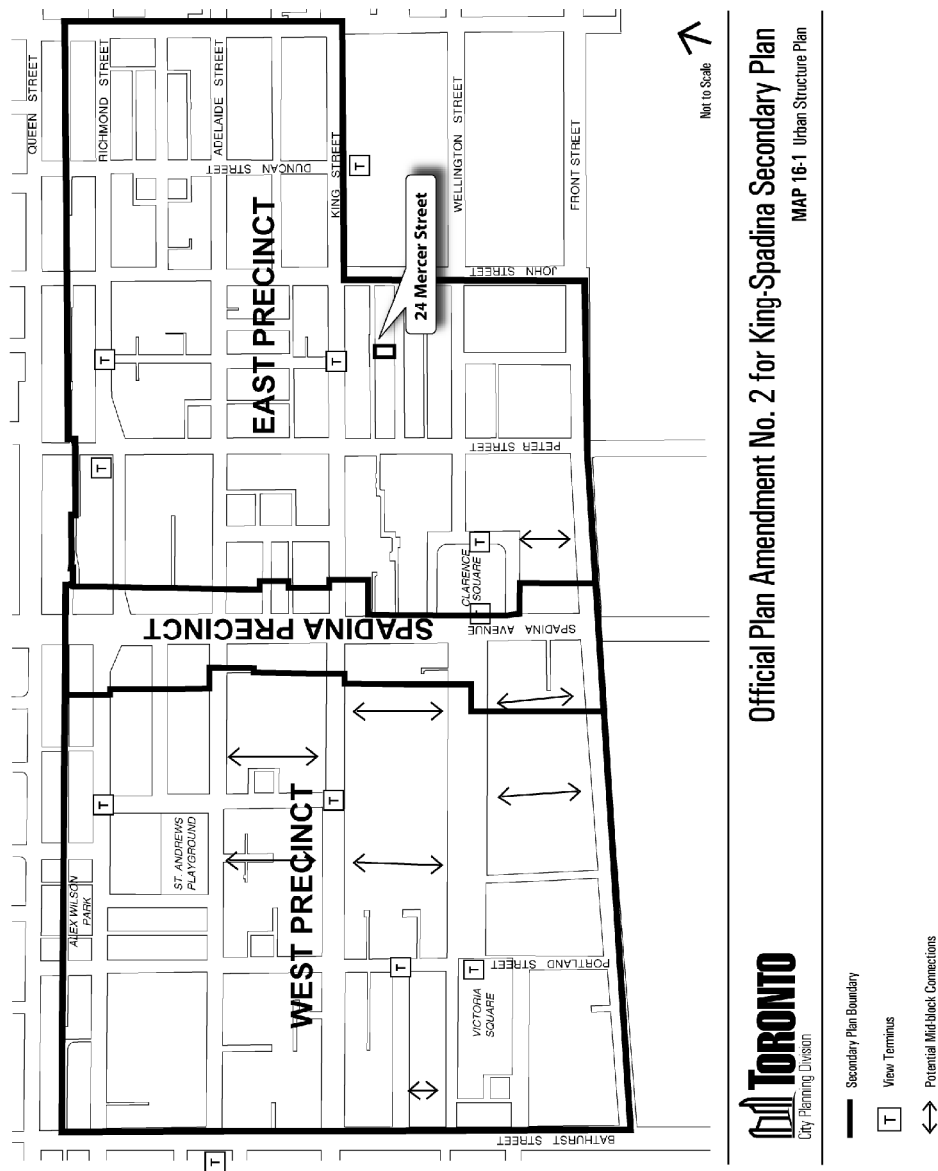 QUEEN STREET
RICHMOND STREET
ADELAIDE STREET
DUNCAN STREET
KING STREET
WELLINGTON STREET
FRONT STREET
JOHN STREET
PETER STREET
EAST PRECINCT
24 Mercer Street
T
T
T
T
CLARENCE
SQUARE
T
T
SPADINA PRECINCT
SPADINA AVENUE
WEST PRECINCT
ST. ANDREWS
PLAYGROUND
ALEX WILSON
PARK
T
T
T
T
VICTORIA
SQUARE
PORTLAND STREET
BATHURST STREET
T
Not to Scale
Official Plan Amendment No. 2 for King-Spadina Secondary Plan
MAP 16-1 Urban Structure Plan
TORONTO
City Planning Division
Secondary Plan Boundary
T
View Terminus
Potential Mid-block Connections